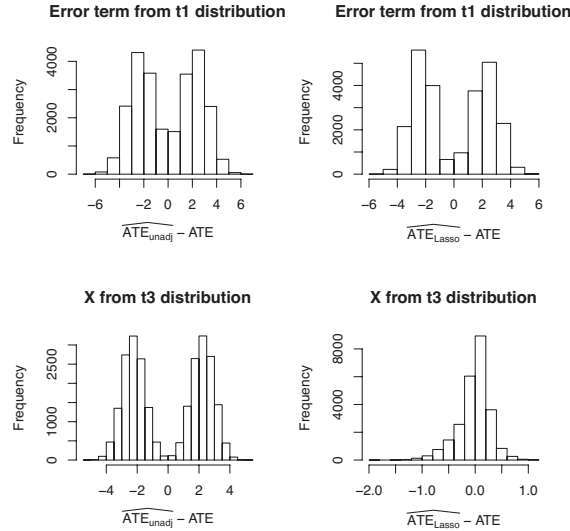 Error term from t1 distribution
Frequency
0 2000 4000
−6 −2 0 2 4 6
ATE_unadj − ATE
Error term from t1 distribution
Frequency
0 2000 4000
−6 −4 −2 0 2 4 6
ATE_Lasso − ATE
X from t3 distribution
Frequency
0 1000 2500
−4 −2 0 2 4
ATE_unadj − ATE
X from t3 distribution
Frequency
0 4000 8000
−2.0 −1.0 0.0 1.0
ATE_Lasso − ATE